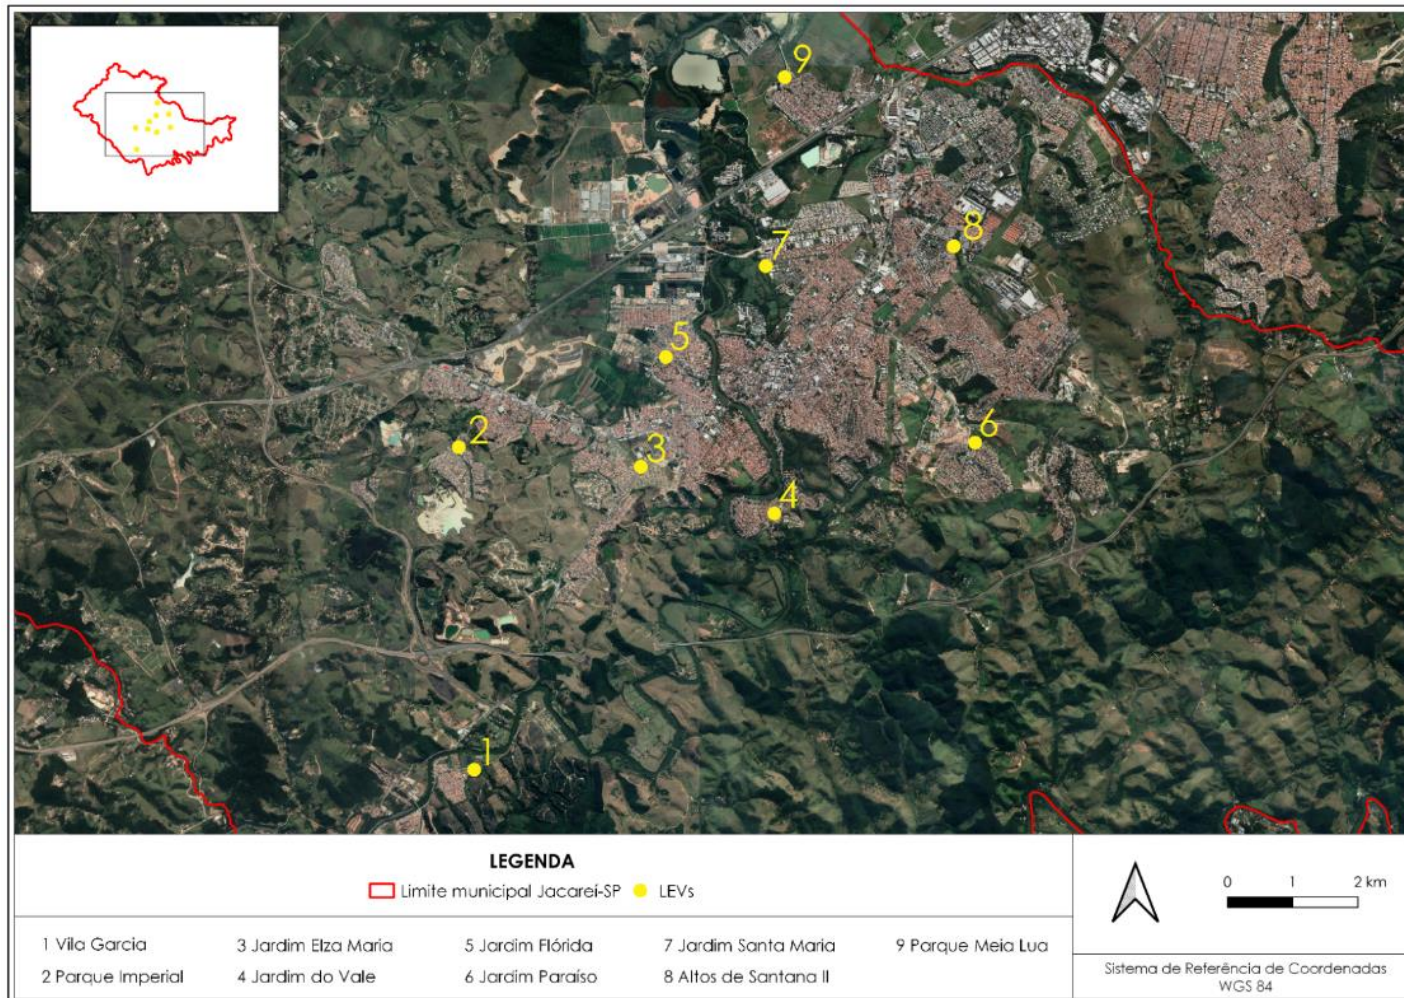 9
8
7
5
2
3
6
4
1
LEGENDA
Limite municipal Jacareí-SP LEVs
0 1 2 km
1 Vila Garcia 3 Jardim Elza Maria 5 Jardim Flórida 7 Jardim Santa Maria 9 Parque Meia Lua
2 Parque Imperial 4 Jardim do Vale 6 Jardim Paraíso 8 Altos de Santana II
Sistema de Referência de Coordenadas
WGS 84